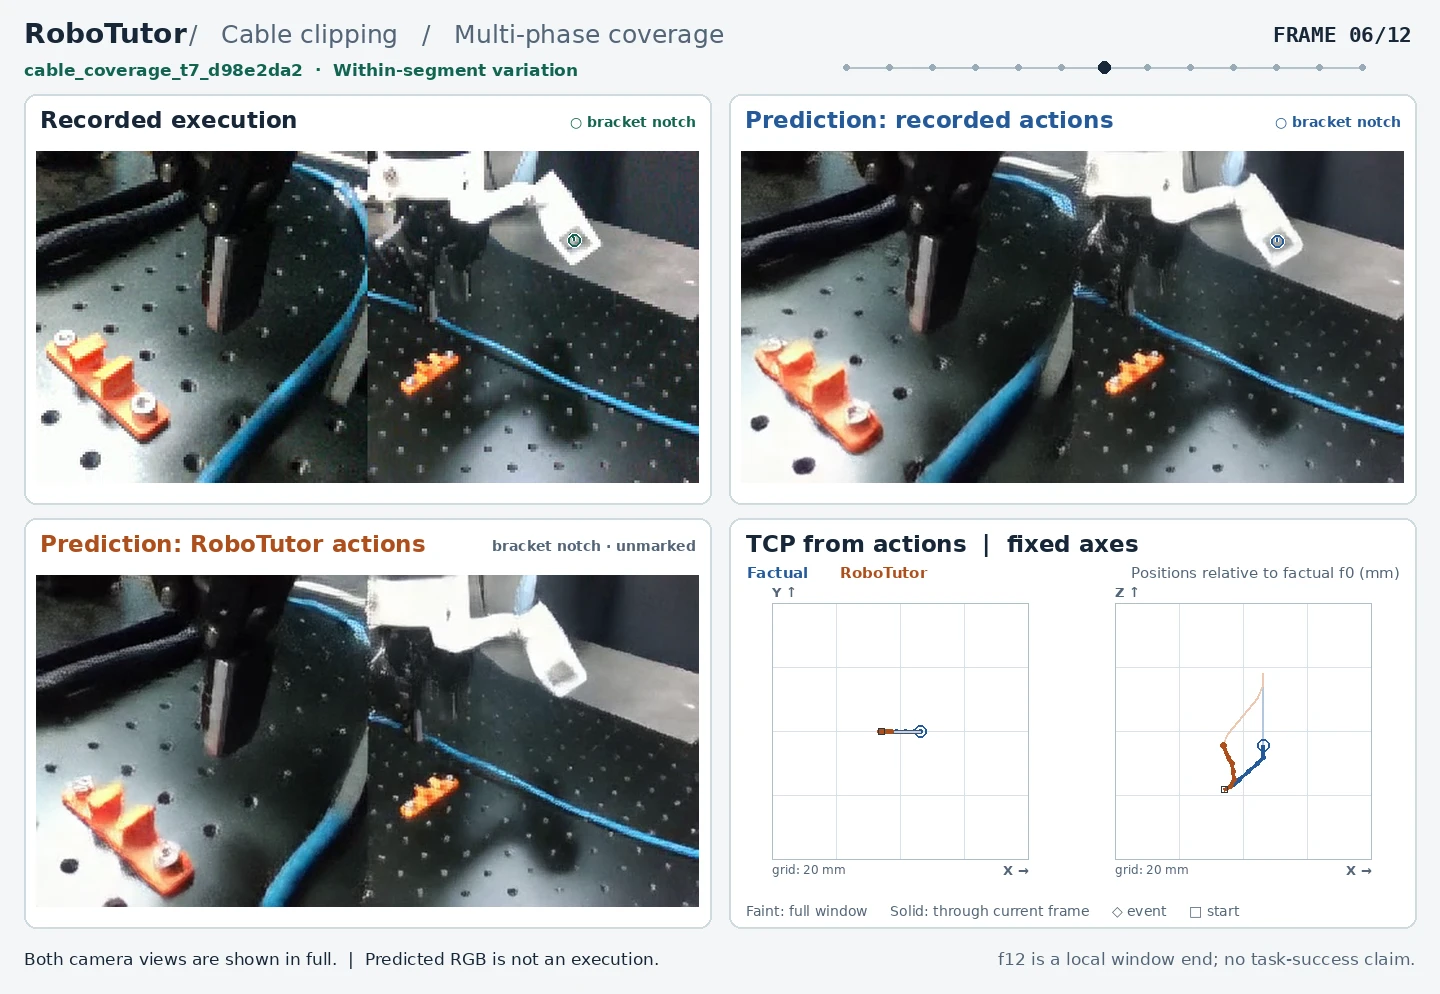 RoboTutor / Cable clipping / Multi-phase coverage
FRAME 06/12
cable_coverage_t7_d98e2da2 · Within-segment variation
Recorded execution
○ bracket notch
Prediction: recorded actions
○ bracket notch
Prediction: RoboTutor actions
bracket notch · unmarked
TCP from actions | fixed axes
Factual RoboTutor
Positions relative to factual f0 (mm)
Y ↑
Z ↑
grid: 20 mm
X →
grid: 20 mm
X →
Faint: full window Solid: through current frame ◇ event □ start
Both camera views are shown in full. | Predicted RGB is not an execution.
f12 is a local window end; no task-success claim.